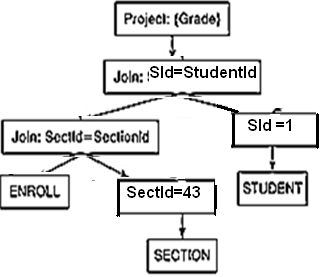 Project: {Grade}
Join: SId=StudentId
Join: SectId=SectionId
SId =1
ENROLL
SectId=43
STUDENT
SECTION